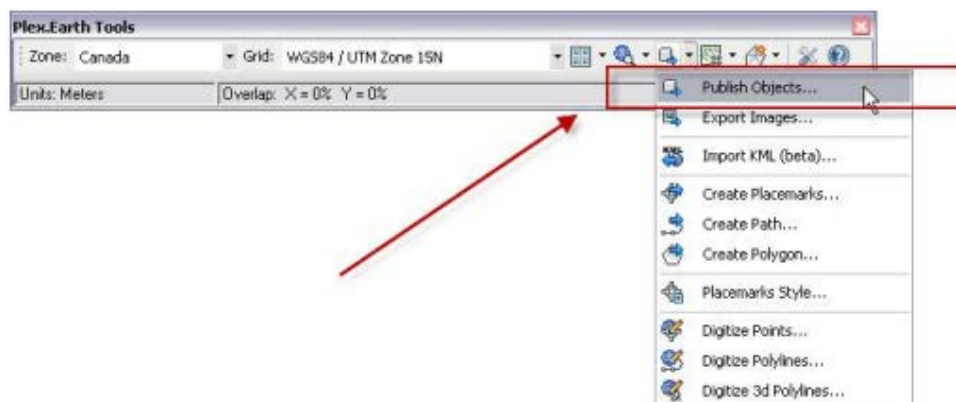 Plex.Earth Tools
Zone: Canada Grid: WGS84 / UTM Zone 15N
Units: Meters Overlap: X = 0% Y = 0%
Publish Objects...
Export Images...
Import KML (beta)...
Create Placemarks...
Create Path...
Create Polygon...
Placemarks Style...
Digitize Points...
Digitize Polylines...
Digitize 3d Polylines...